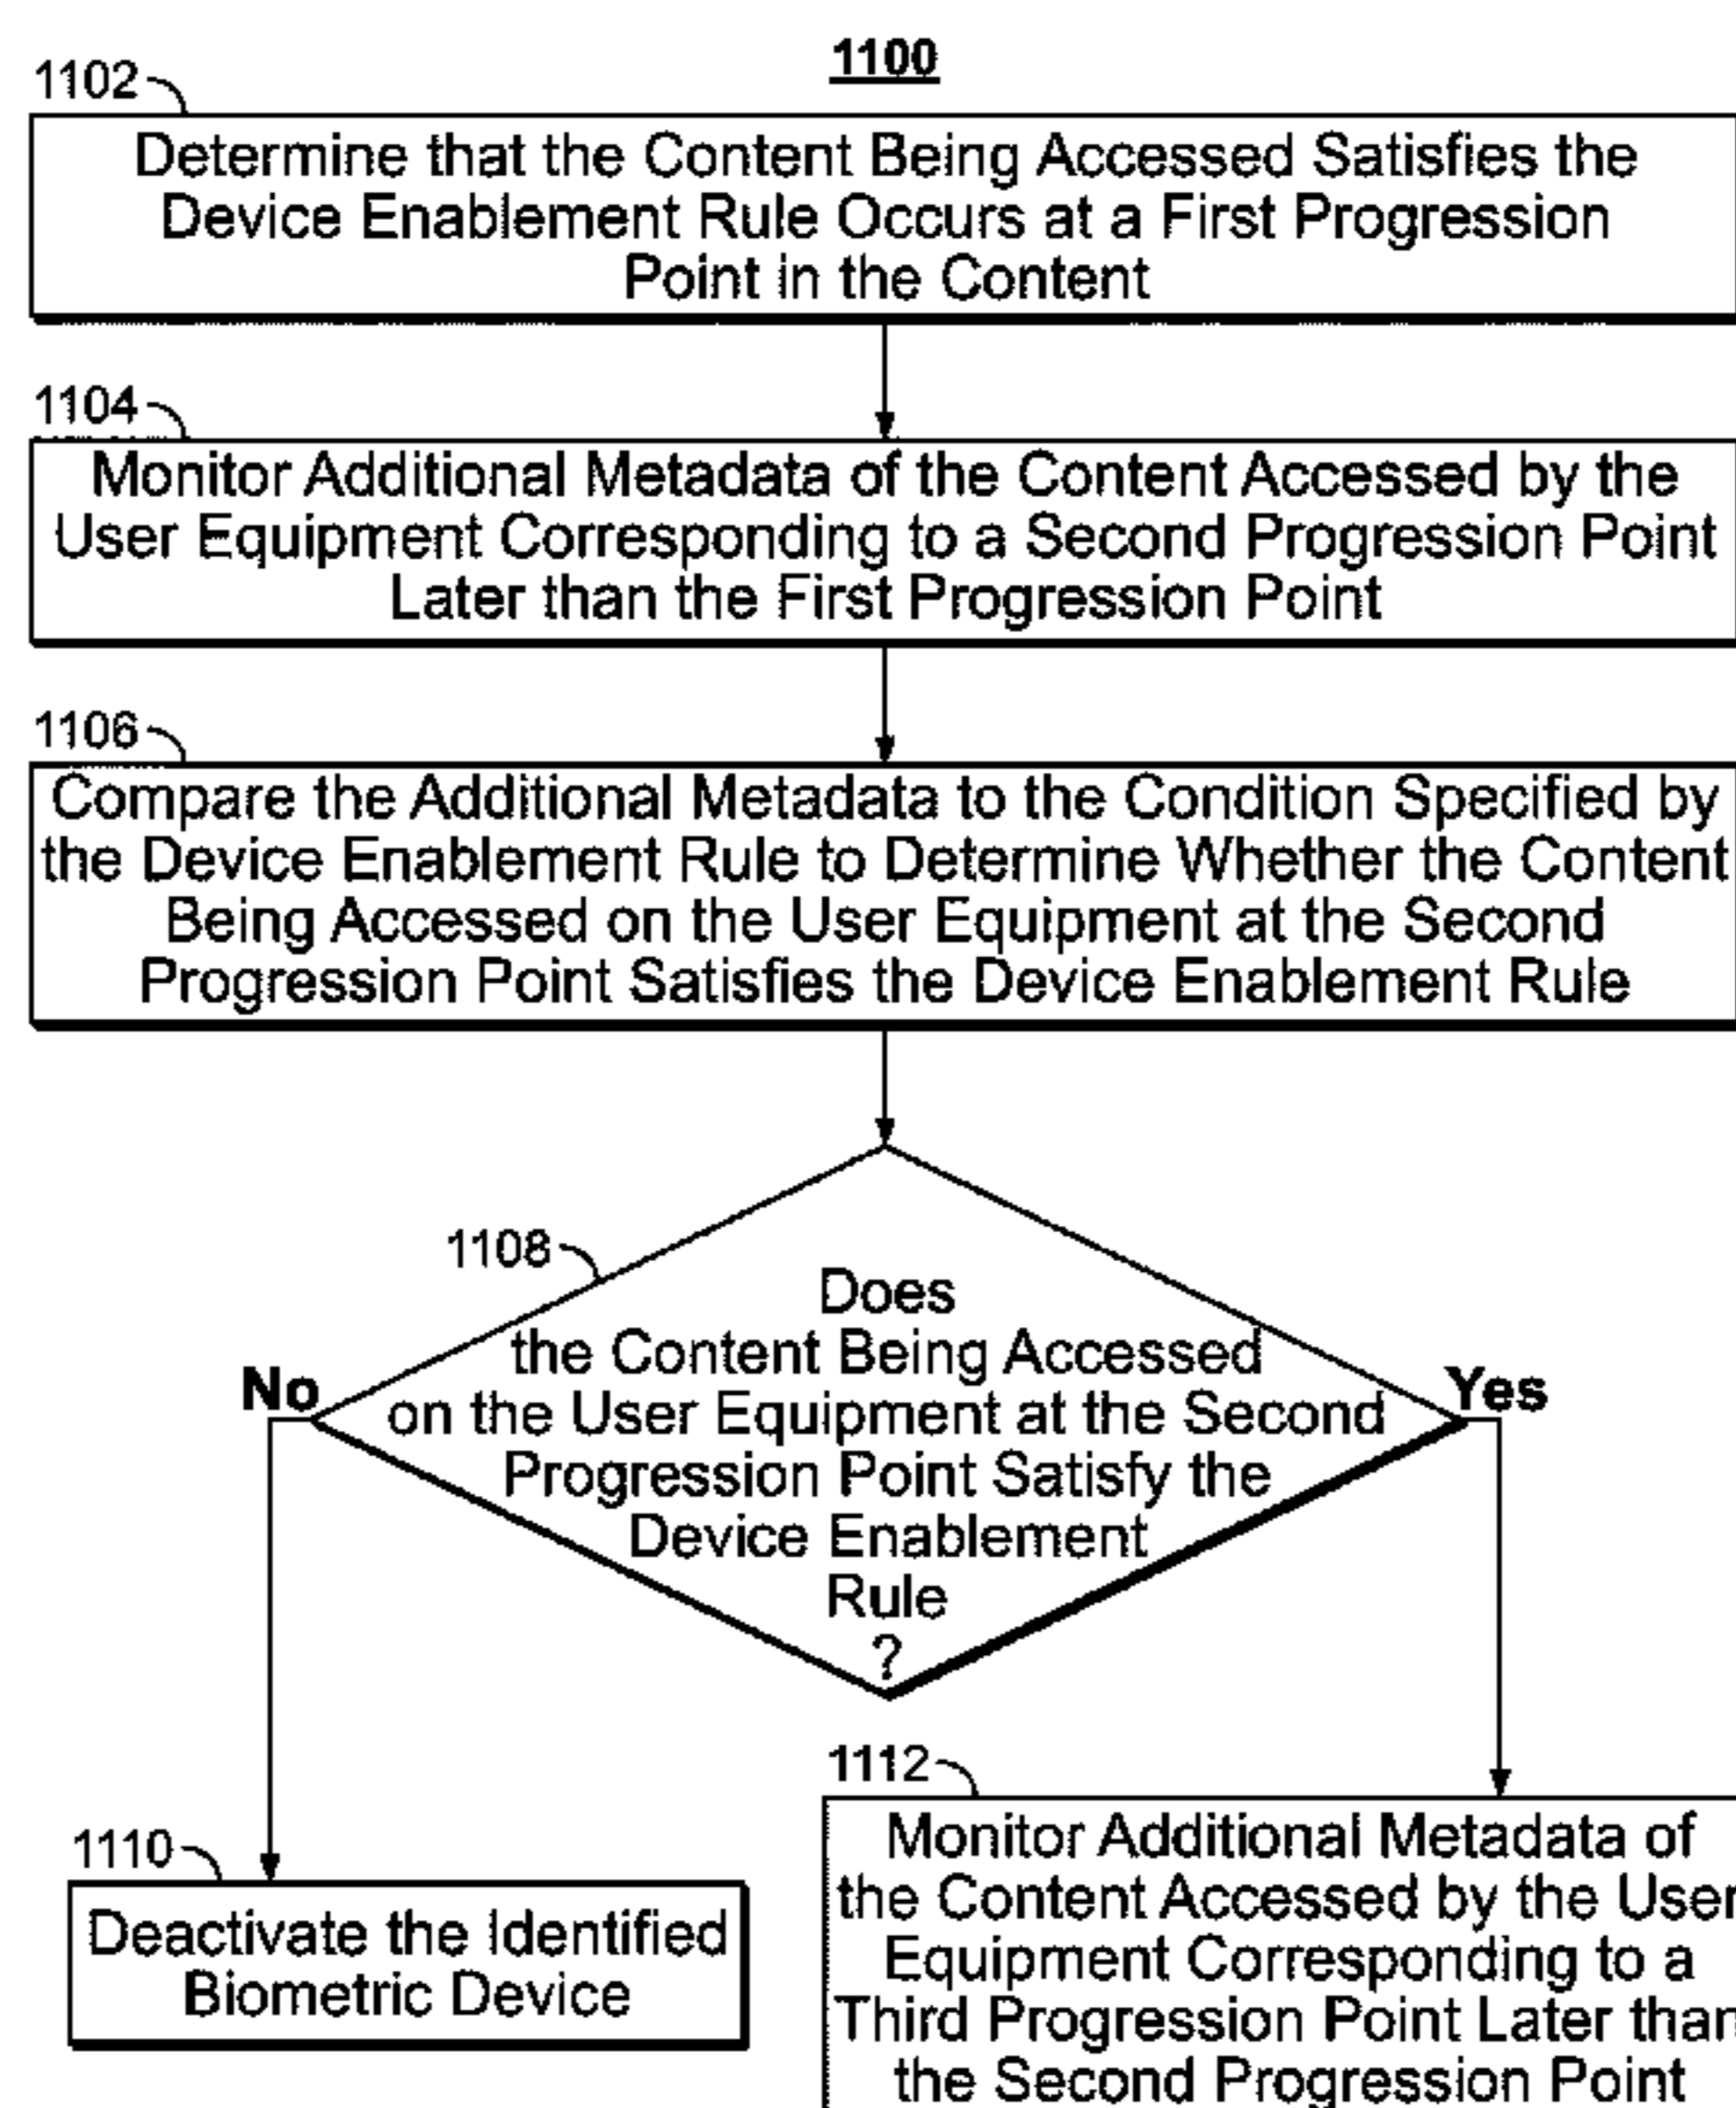 1100
1102
Determine that the Content Being Accessed Satisfies the
Device Enablement Rule Occurs at a First Progression
Point in the Content
1104
Monitor Additional Metadata of the Content Accessed by the
User Equipment Corresponding to a Second Progression Point
Later than the First Progression Point
1106
Compare the Additional Metadata to the Condition Specified by
the Device Enablement Rule to Determine Whether the Content
Being Accessed on the User Equipment at the Second
Progression Point Satisfies the Device Enablement Rule
1108
Does
the Content Being Accessed
on the User Equipment at the Second
Progression Point Satisfy the
Device Enablement
Rule
?
No
Yes
1110
Deactivate the Identified
Biometric Device
1112
Monitor Additional Metadata of
the Content Accessed by the User
Equipment Corresponding to a
Third Progression Point Later than
the Second Progression Point